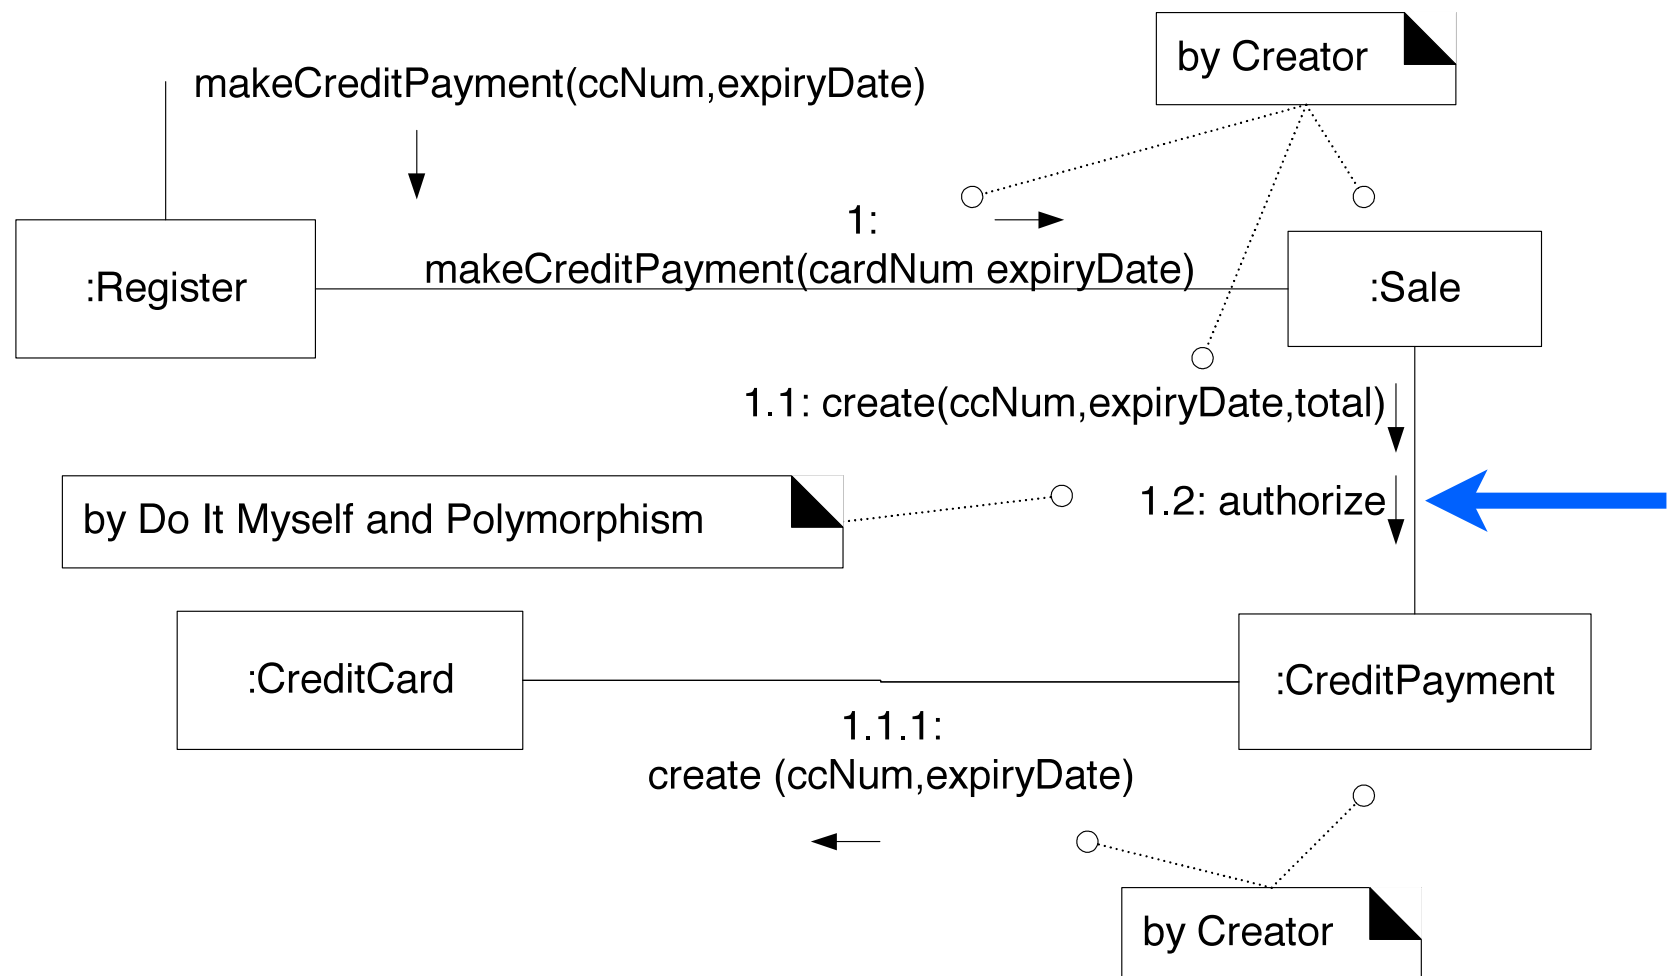 by Creator
makeCreditPayment(ccNum,expiryDate)
1:
makeCreditPayment(cardNum expiryDate)
:Register
:Sale
1.1: create(ccNum,expiryDate,total)
1.2: authorize
by Do It Myself and Polymorphism
:CreditCard
:CreditPayment
1.1.1:
create (ccNum,expiryDate)
by Creator